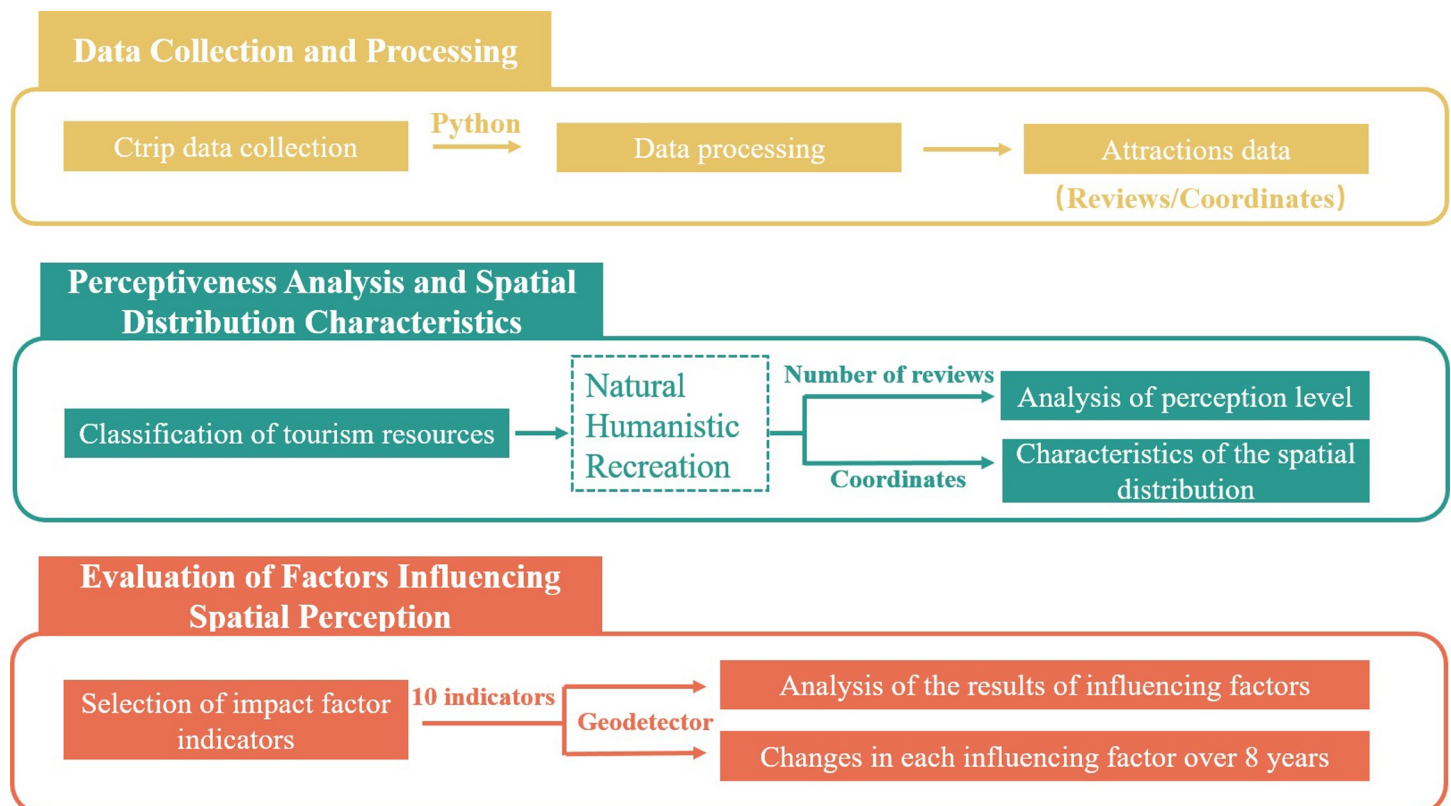 Data Collection and Processing
Ctrip data collection
Python
Data processing
Attractions data
(Reviews/Coordinates)
Perceptiveness Analysis and Spatial
Distribution Characteristics
Classification of tourism resources
Natural
Humanistic
Recreation
Number of reviews
Coordinates
Analysis of perception level
Characteristics of the spatial
distribution
Evaluation of Factors Influencing
Spatial Perception
Selection of impact factor
indicators
10 indicators
Geodetector
Analysis of the results of influencing factors
Changes in each influencing factor over 8 years